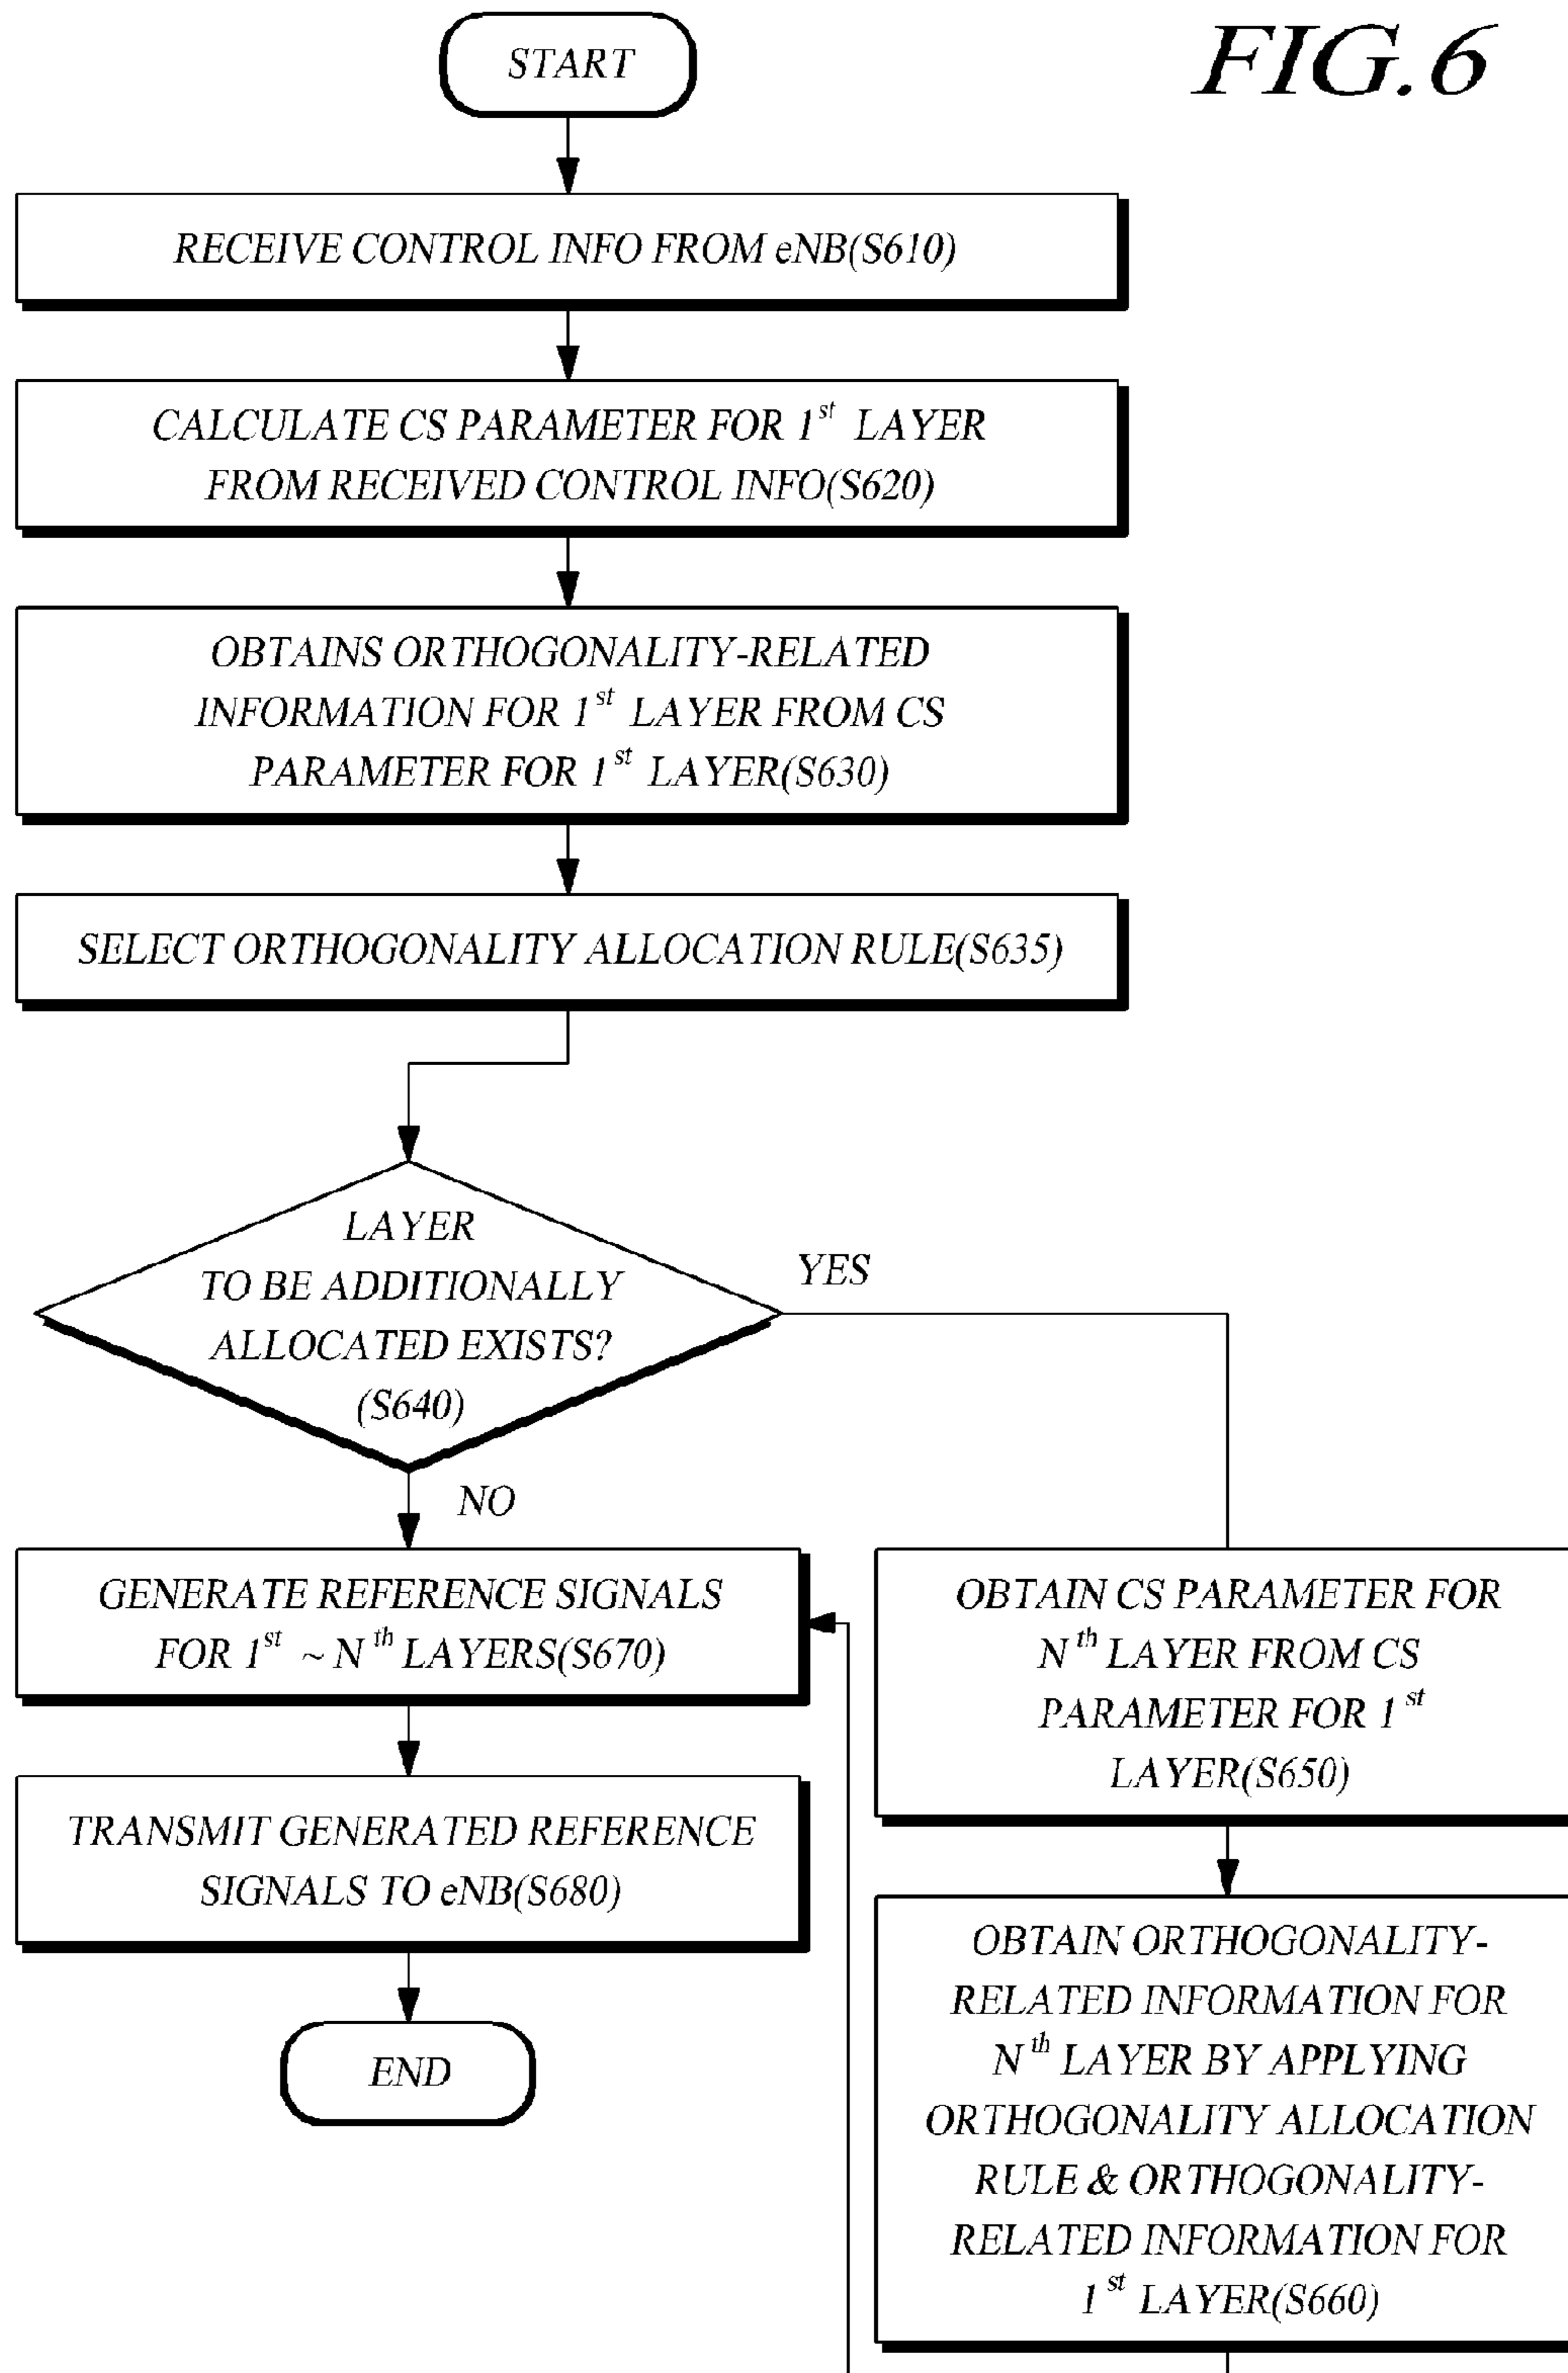 FIG.6
START
RECEIVE CONTROL INFO FROM eNB(S610)
CALCULATE CS PARAMETER FOR 1st LAYER
FROM RECEIVED CONTROL INFO(S620)
OBTAINS ORTHOGONALITY-RELATED
INFORMATION FOR 1st LAYER FROM CS
PARAMETER FOR 1st LAYER(S630)
SELECT ORTHOGONALITY ALLOCATION RULE(S635)
LAYER
TO BE ADDITIONALLY
ALLOCATED EXISTS?
(S640)
YES
NO
GENERATE REFERENCE SIGNALS
FOR 1st ~ Nth LAYERS(S670)
TRANSMIT GENERATED REFERENCE
SIGNALS TO eNB(S680)
END
OBTAIN CS PARAMETER FOR
Nth LAYER FROM CS
PARAMETER FOR 1st
LAYER(S650)
OBTAIN ORTHOGONALITY-
RELATED INFORMATION FOR
Nth LAYER BY APPLYING
ORTHOGONALITY ALLOCATION
RULE & ORTHOGONALITY-
RELATED INFORMATION FOR
1st LAYER(S660)